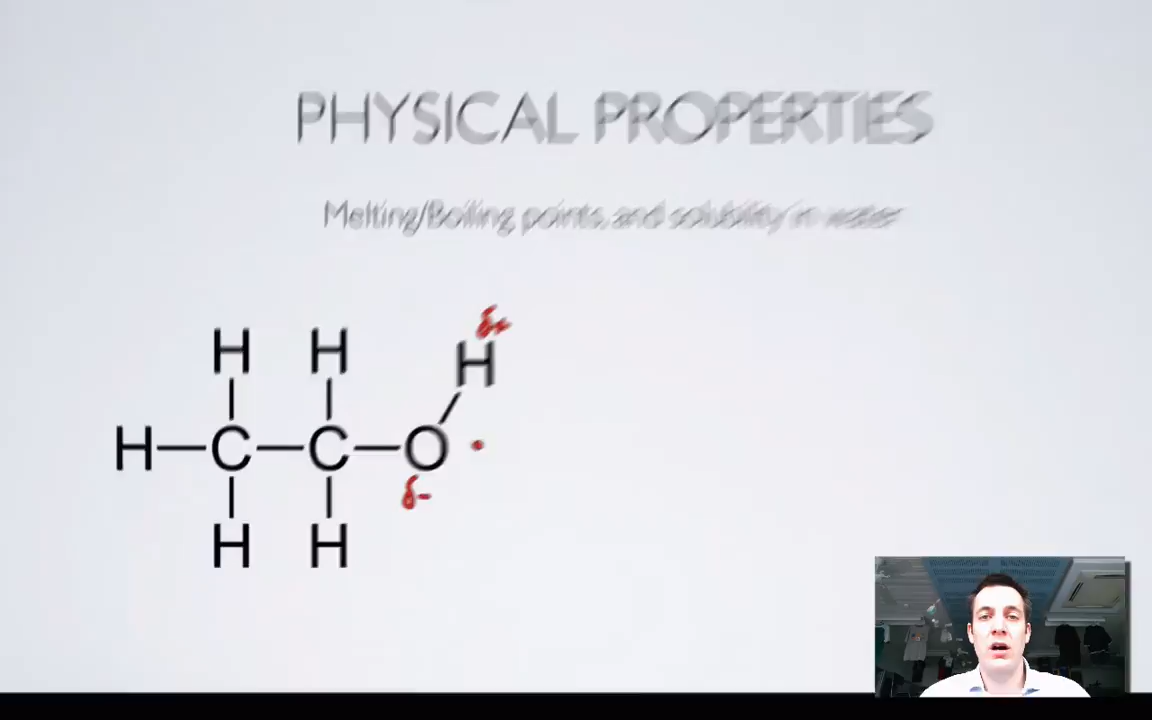 PHYSICAL PROPERTIES
Melting/Boiling points, and solubility in water
H H H δ+
H C C O
δ-
H H